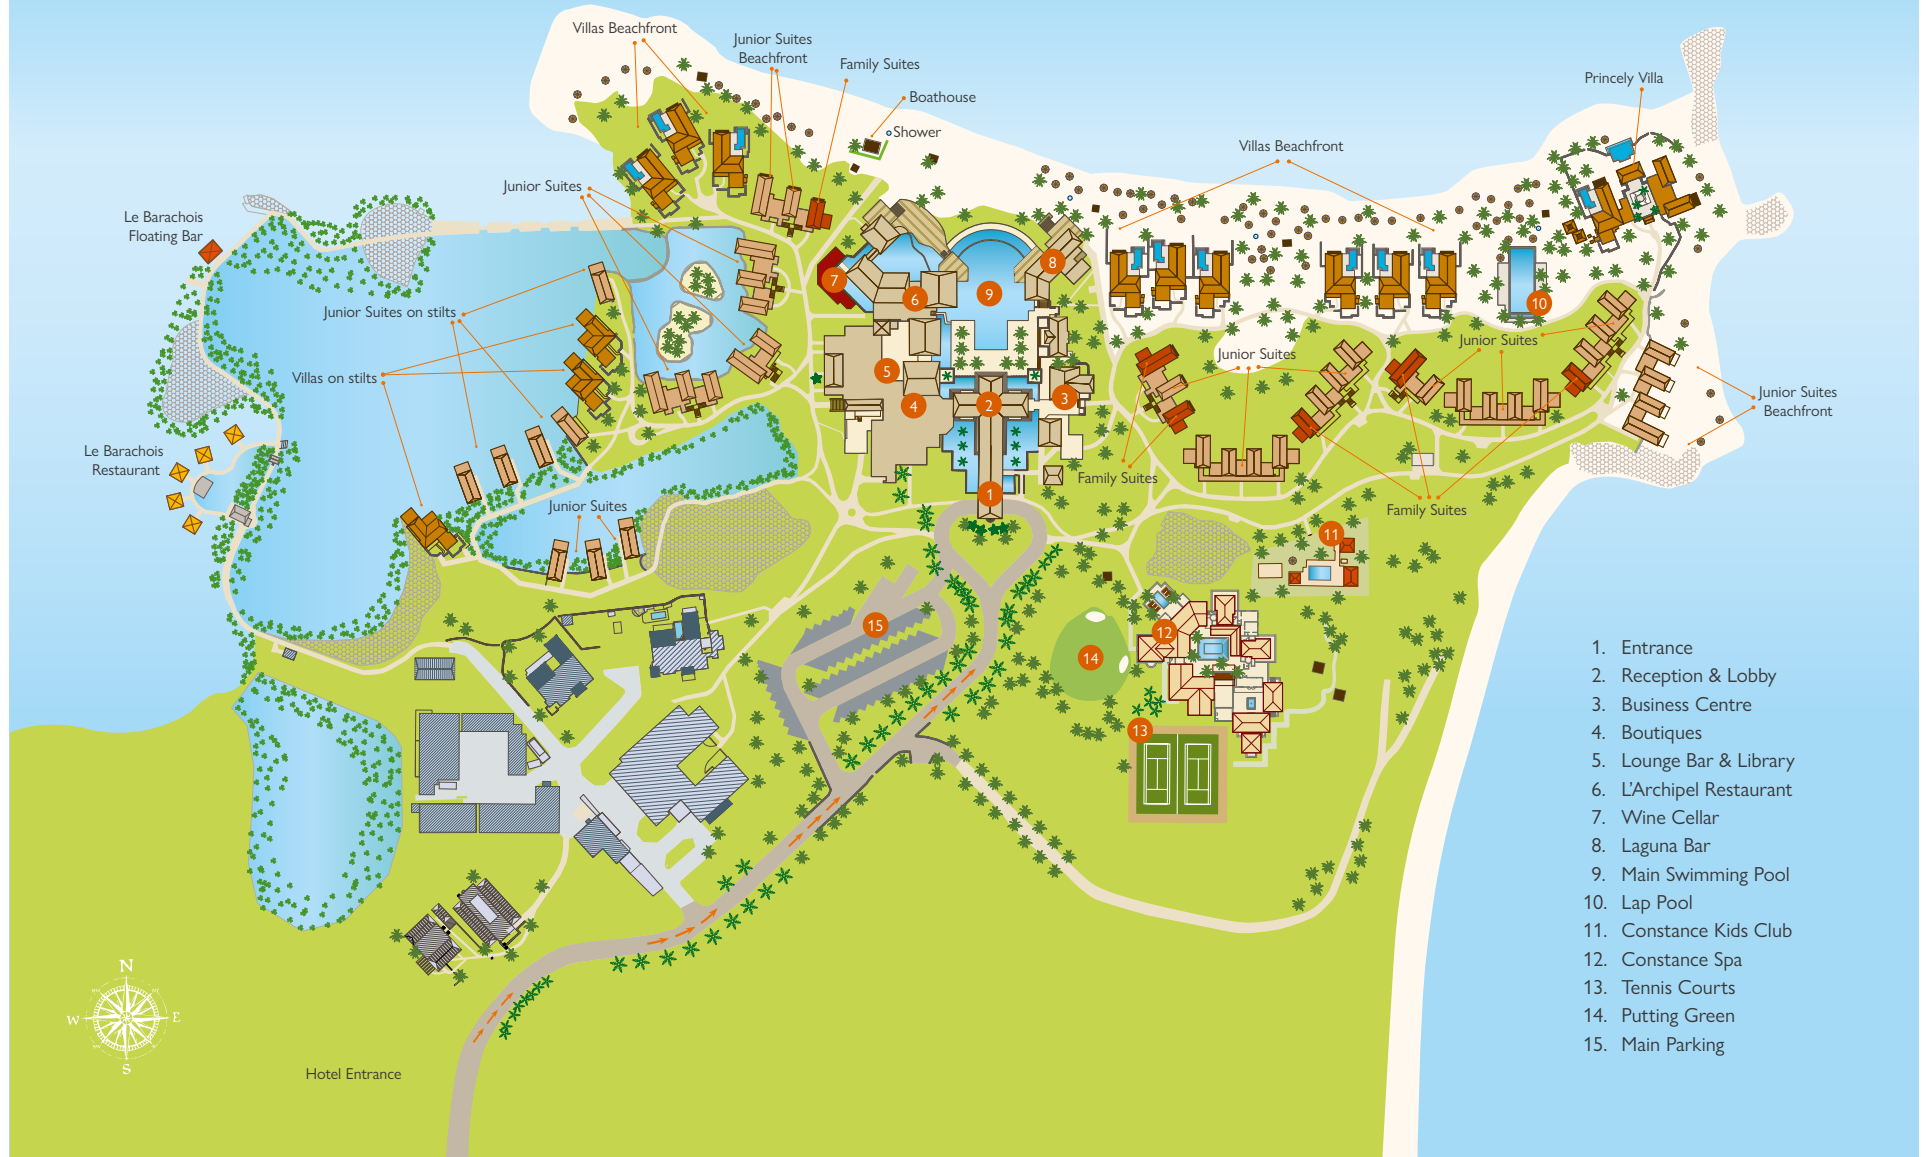 Villas Beachfront
Junior Suites
Beachfront
Family Suites
Boathouse
Shower
Princely Villa
Villas Beachfront
Junior Suites
Le Barachois
Floating Bar
Junior Suites on stilts
Villas on stilts
Le Barachois
Restaurant
Junior Suites
Junior Suites
Junior Suites
Junior Suites
Beachfront
Family Suites
Family Suites
7
6
9
8
10
5
4
2
3
1
11
15
12
14
13
1. Entrance
2. Reception & Lobby
3. Business Centre
4. Boutiques
5. Lounge Bar & Library
6. L'Archipel Restaurant
7. Wine Cellar
8. Laguna Bar
9. Main Swimming Pool
10. Lap Pool
11. Constance Kids Club
12. Constance Spa
13. Tennis Courts
14. Putting Green
15. Main Parking
N
W
E
S
Hotel Entrance